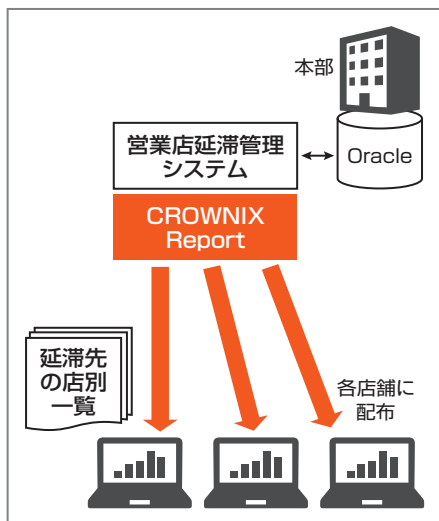 本部
営業店延滞管理
システム
Oracle
CROWNIX
Report
延滞先
の店別
一覧
各店舗に
配布